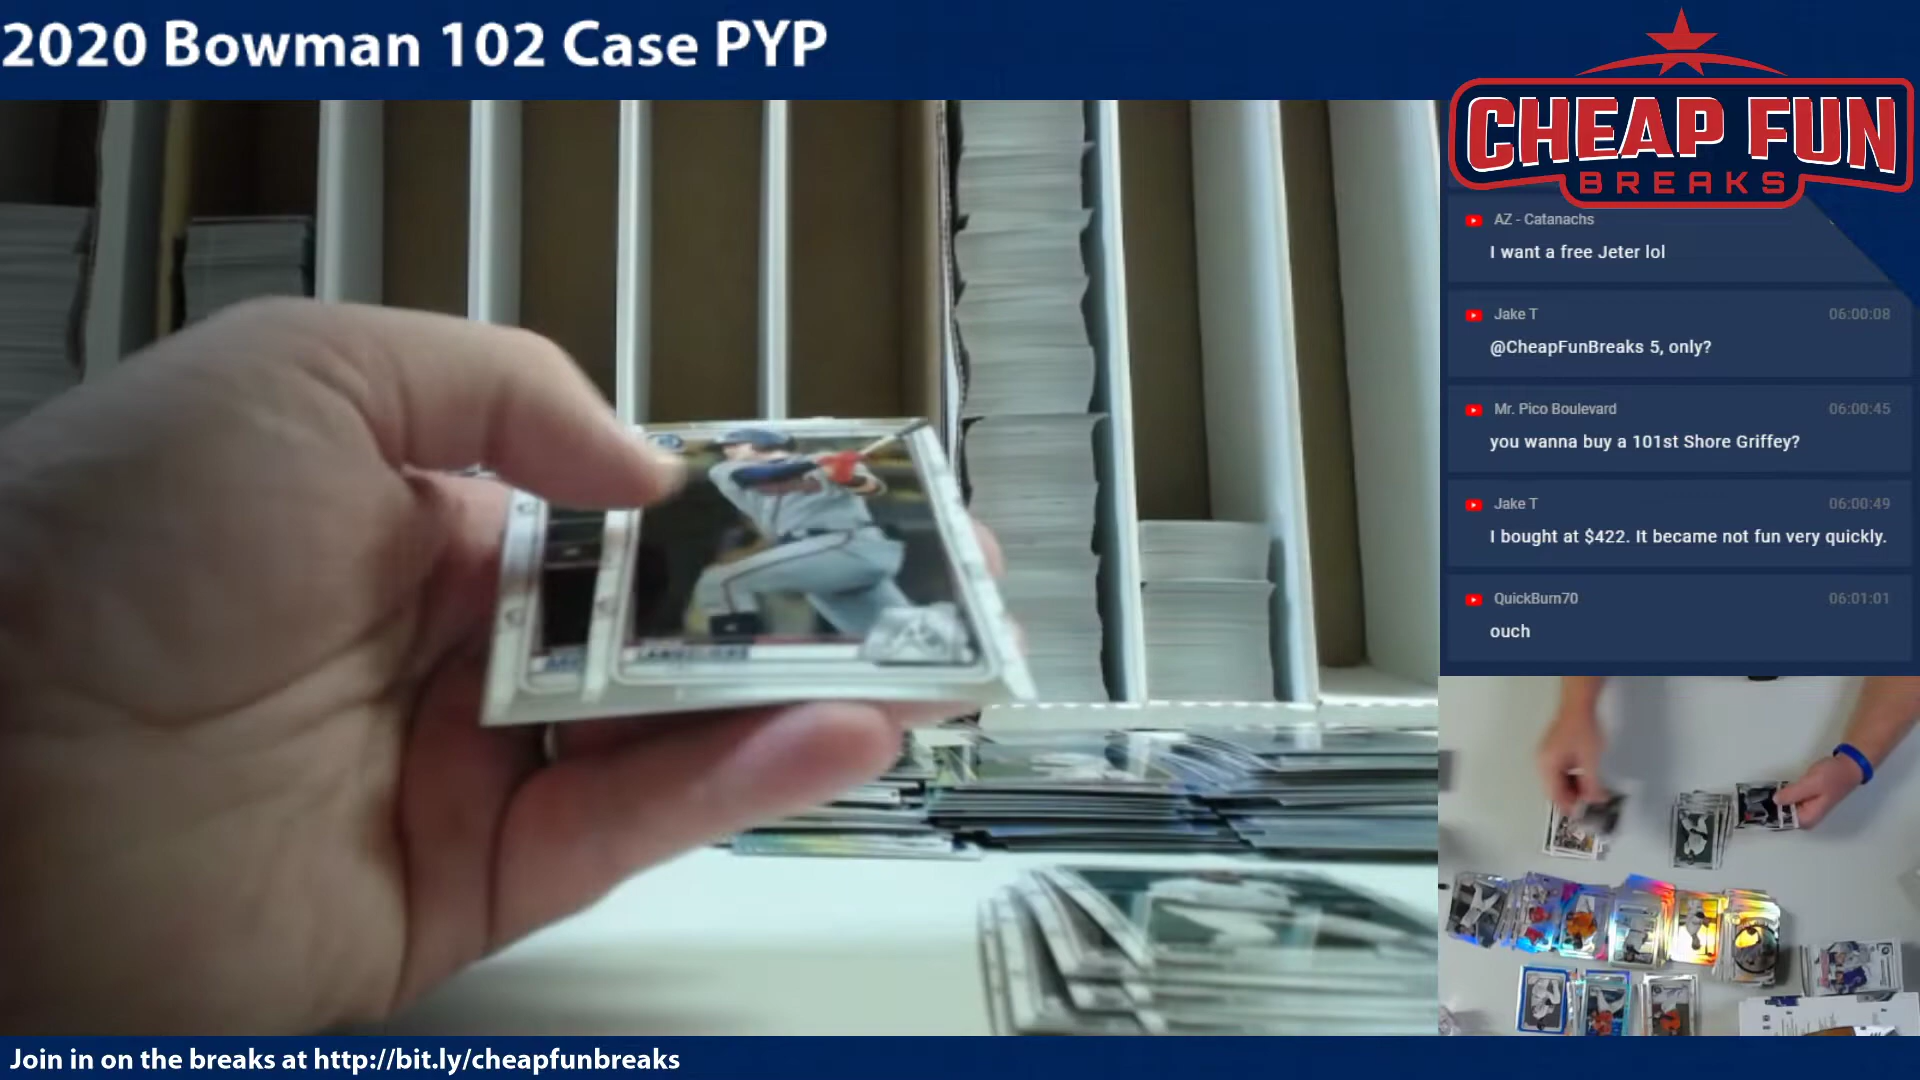 2020 Bowman 102 Case PYP
CHEAP FUN
BREAKS
AZ - Catanachs
I want a free Jeter lol
Jake T 06:00:08
@CheapFunBreaks 5, only?
Mr. Pico Boulevard 06:00:45
you wanna buy a 101st Shore Griffey?
Jake T 06:00:49
I bought at $422. It became not fun very quickly.
QuickBurn70 06:01:01
ouch
Join in on the breaks at http://bit.ly/cheapfunbreaks